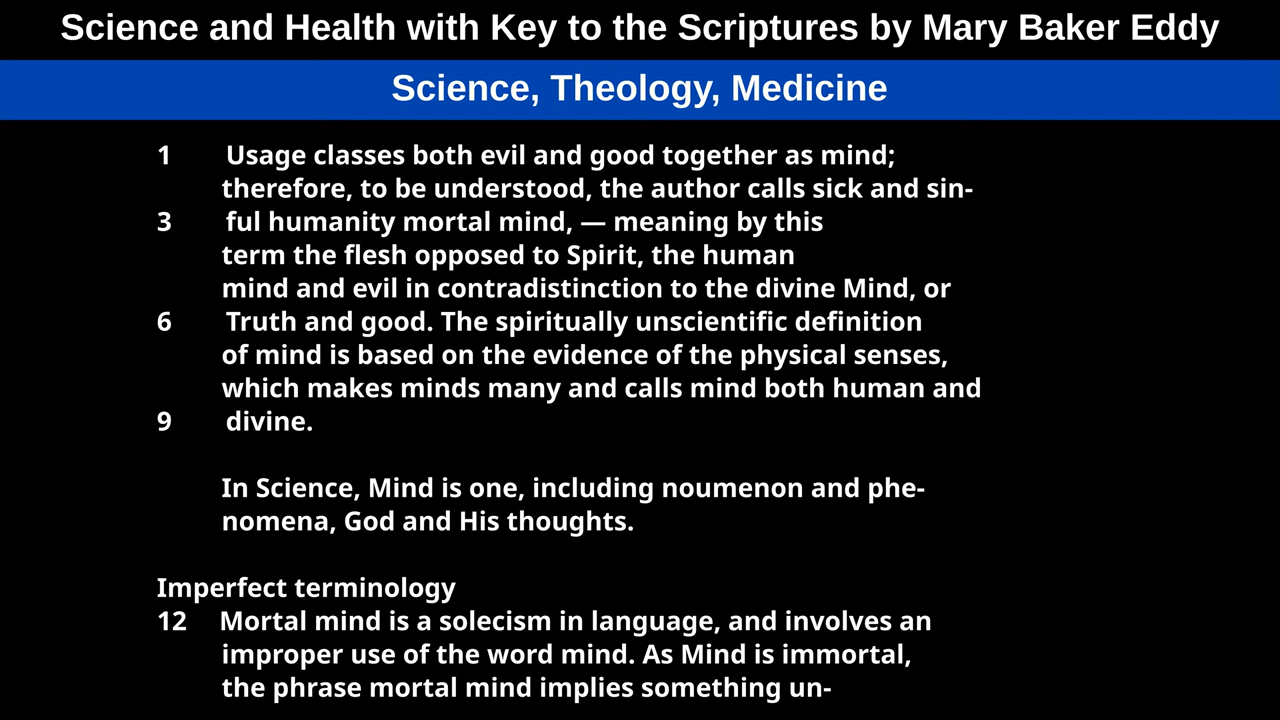 Science and Health with Key to the Scriptures by Mary Baker Eddy
Science, Theology, Medicine
1 Usage classes both evil and good together as mind;
therefore, to be understood, the author calls sick and sin-
3 ful humanity mortal mind, — meaning by this
term the flesh opposed to Spirit, the human
mind and evil in contradistinction to the divine Mind, or
6 Truth and good. The spiritually unscientific definition
of mind is based on the evidence of the physical senses,
which makes minds many and calls mind both human and
9 divine.
In Science, Mind is one, including noumenon and phe-
nomena, God and His thoughts.
Imperfect terminology
12 Mortal mind is a solecism in language, and involves an
improper use of the word mind. As Mind is immortal,
the phrase mortal mind implies something un-